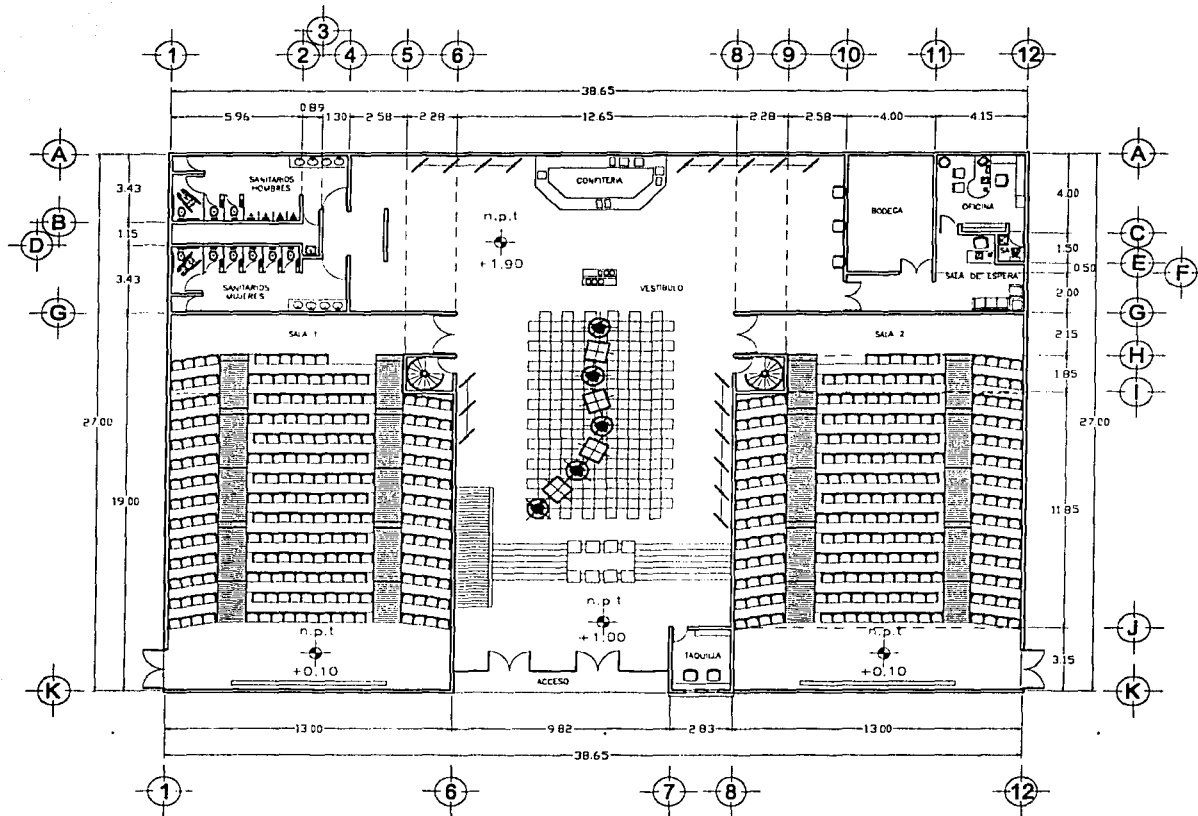 3
1 2 4 5 6 8 9 10 11 12
38.65
5.96 0.89 1.30 2.58 2.28 12.65 2.28 2.58 4.00 4.15
A A
3.43 SANITARIOS HOMBRES CONFITERIA BODEGA OFICINA 4.00
B n.p.t C
D 1.15 +1.90 1.50 E
3.43 SANITARIOS MUJERES VESTIBULO SALA DE ESPERA 0.50 F
2.00
G G
SALA 1 SALA 2 2.15
H
1.85
I
27.00 27.00
19.00 11.85
n.p.t
+1.00
n.p.t n.p.t J
+0.10 TAQUILLA +0.10 3.15
K ACCESO K
13.00 9.82 2.83 13.00
38.65
1 6 7 8 12